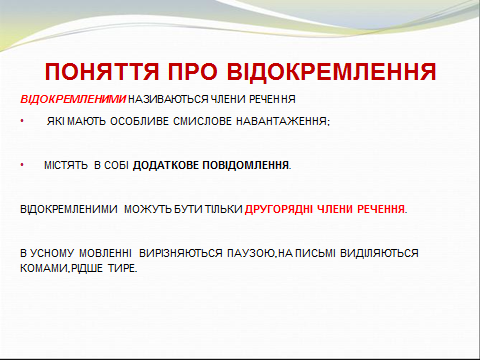 ПОНЯТТЯ ПРО ВІДОКРЕМЛЕННЯ
ВІДОКРЕМЛЕНИМИ НАЗИВАЮТЬСЯ ЧЛЕНИ РЕЧЕННЯ
• ЯКІ МАЮТЬ ОСОБЛИВЕ СМИСЛОВЕ НАВАНТАЖЕННЯ;
• МІСТЯТЬ В СОБІ ДОДАТКОВЕ ПОВІДОМЛЕННЯ.
ВІДОКРЕМЛЕНИМИ МОЖУТЬ БУТИ ТІЛЬКИ ДРУГОРЯДНІ ЧЛЕНИ РЕЧЕННЯ.
В УСНОМУ МОВЛЕННІ ВИРІЗНЯЮТЬСЯ ПАУЗОЮ,НА ПИСЬМІ ВИДІЛЯЮТЬСЯ
КОМАМИ,РІДШЕ ТИРЕ.